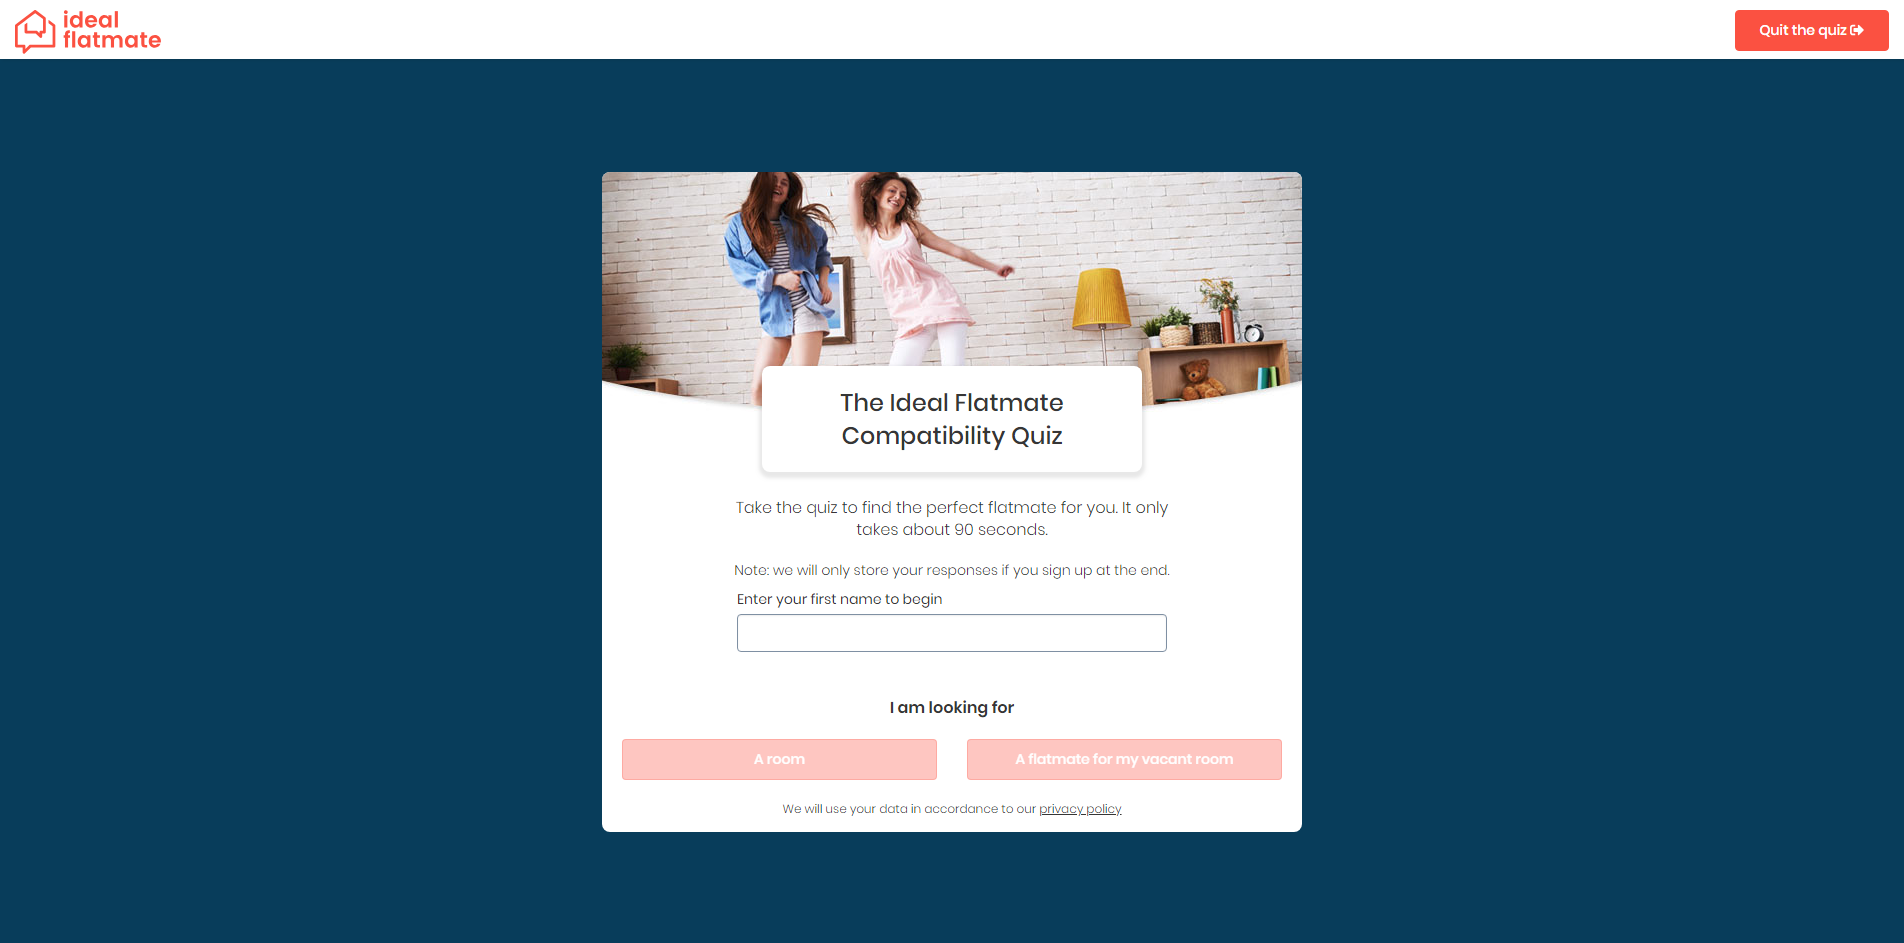 ideal
flatmate
Quit the quiz
The Ideal Flatmate
Compatibility Quiz
Take the quiz to find the perfect flatmate for you. It only
takes about 90 seconds.
Note: we will only store your responses if you sign up at the end.
Enter your first name to begin
I am looking for
A room
A flatmate for my vacant room
We will use your data in accordance to our privacy policy